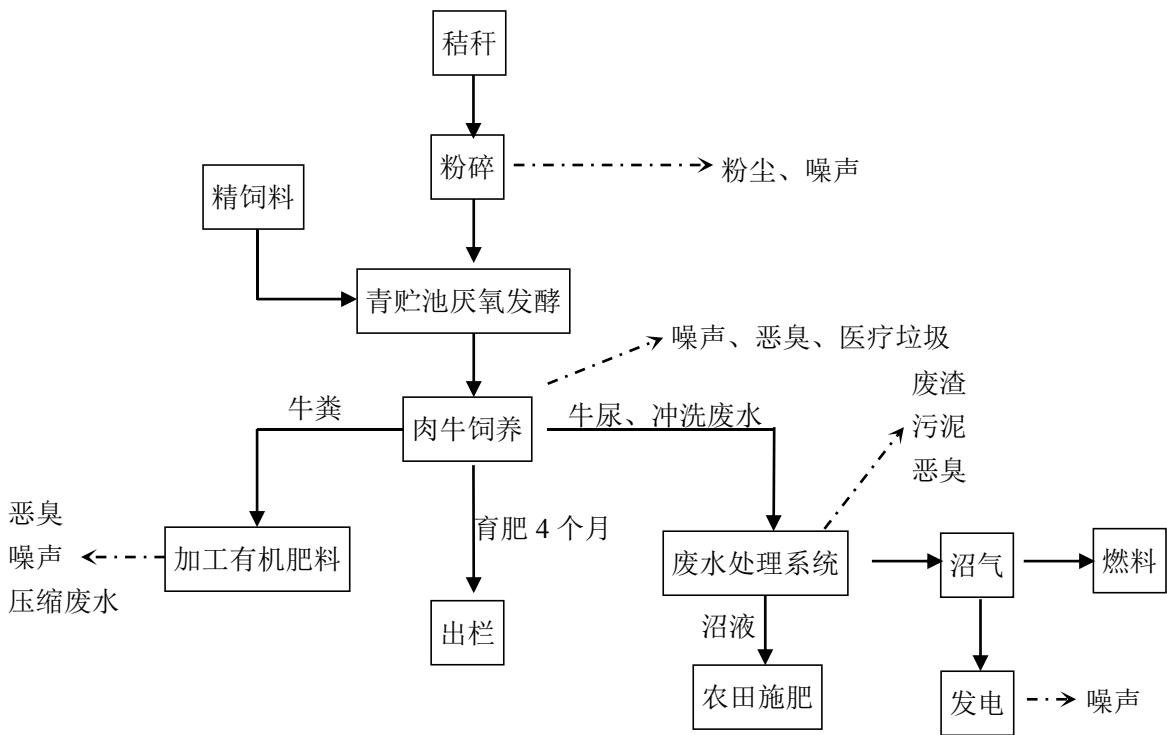 秸秆
粉碎
粉尘、噪声
精饲料
青贮池厌氧发酵
噪声、恶臭、医疗垃圾
废渣
污泥
恶臭
牛粪
肉牛饲养
牛尿、冲洗废水
恶臭
噪声
压缩废水
加工有机肥料
育肥 4 个月
废水处理系统
沼气
燃料
出栏
沼液
农田施肥
发电
噪声